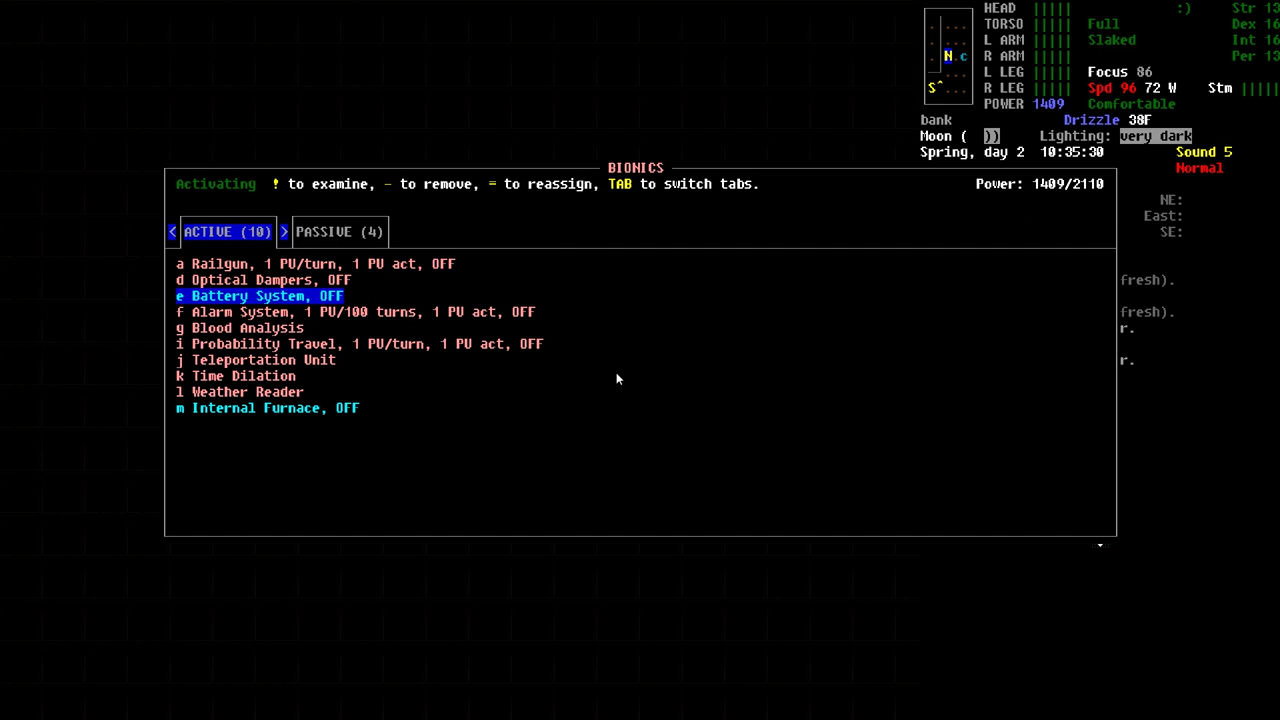 HEAD ||||| :) Str 13
TORSO ||||| Full Dex 16
L ARM ||||| Slaked Int 16
R ARM ||||| Per 13
L LEG ||||| Focus 86
R LEG ||||| Spd 96 72 W Stm |||||
POWER 1409 Comfortable
bank Drizzle 38F
Moon ( )) Lighting: very dark
Spring, day 2 10:35:30 Sound 5
Normal
BIONICS
Activating ! to examine, - to remove, = to reassign, TAB to switch tabs. Power: 1409/2110
NE:
East:
SE:
< ACTIVE (10) > PASSIVE (4)
a Railgun, 1 PU/turn, 1 PU act, OFF
d Optical Dampers, OFF
fresh).
e Battery System, OFF
f Alarm System, 1 PU/100 turns, 1 PU act, OFF
fresh).
g Blood Analysis
r.
i Probability Travel, 1 PU/turn, 1 PU act, OFF
j Teleportation Unit
r.
k Time Dilation
l Weather Reader
m Internal Furnace, OFF